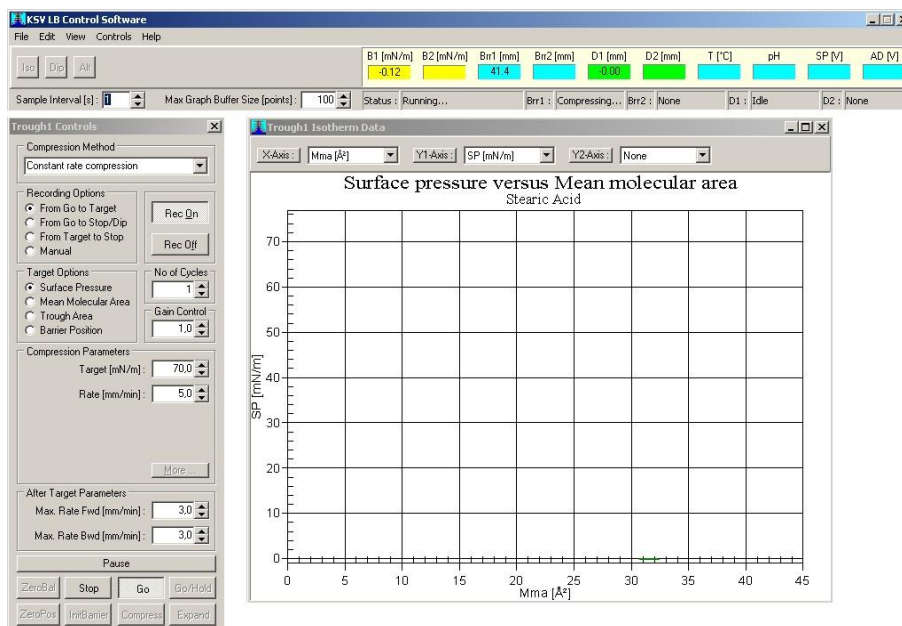 KSV LB Control Software
File Edit View Controls Help
Iso Dip Alt
B1 [mN/m] B2 [mN/m] Brr1 [mm] Brr2 [mm] D1 [mm] D2 [mm] T [°C] pH SP [V] AD [V]
-0.12 41.4 -0.00
Sample Interval [s] : 1 Max Graph Buffer Size [points] : 100 Status : Running... Brr1 : Compressing... Brr2 : None D1 : Idle D2 : None
Trough1 Controls
Compression Method
Constant rate compression
Recording Options
From Go to Target
From Go to Stop/Dip
From Target to Stop
Manual
Rec On
Rec Off
Target Options
Surface Pressure
Mean Molecular Area
Trough Area
Barrier Position
No of Cycles
1
Gain Control
1,0
Compression Parameters
Target [mN/m] : 70,0
Rate [mm/min] : 5,0
More ...
After Target Parameters
Max. Rate Fwd [mm/min] : 3,0
Max. Rate Bwd [mm/min] : 3,0
Pause
ZeroBal Stop Go Go/Hold
ZeroPos InitBarrier Compress Expand
Trough1 Isotherm Data
X-Axis : Mma [Å²] Y1-Axis : SP [mN/m] Y2-Axis : None
Surface pressure versus Mean molecular area
Stearic Acid
SP [mN/m]
70
60
50
40
30
20
10
0
0 5 10 15 20 25 30 35 40 45
Mma [Å²]